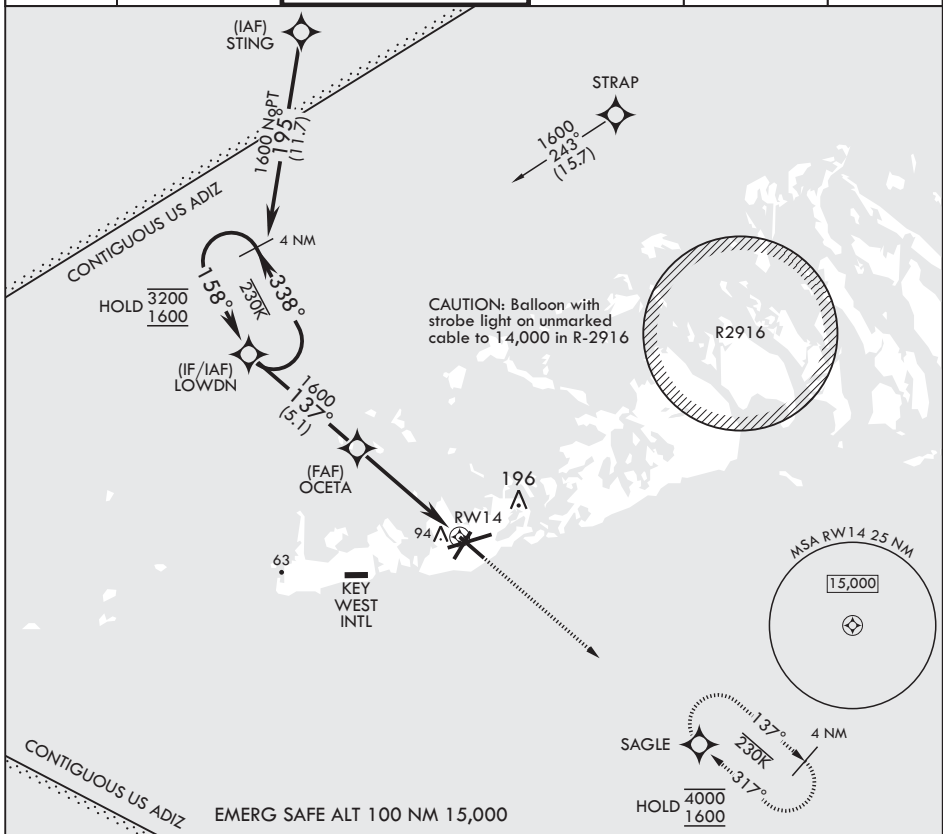 (IAF)
STING
1600 NoPT
195°
(11.7)
STRAP
1600
243°
(15.7)
CONTIGUOUS US ADIZ
4 NM
HOLD 3200
1600
158°
230K
338°
CAUTION: Balloon with
strobe light on unmarked
cable to 14,000 in R-2916
R2916
(IF/IAF)
LOWDN
1600
137°
(5.1)
(FAF)
OCETA
196
RW14
94
63
KEY
WEST
INTL
MSA RW14 25 NM
15,000
SAGLE
137°
230K
317°
4 NM
HOLD 4000
1600
CONTIGUOUS US ADIZ
EMERG SAFE ALT 100 NM 15,000